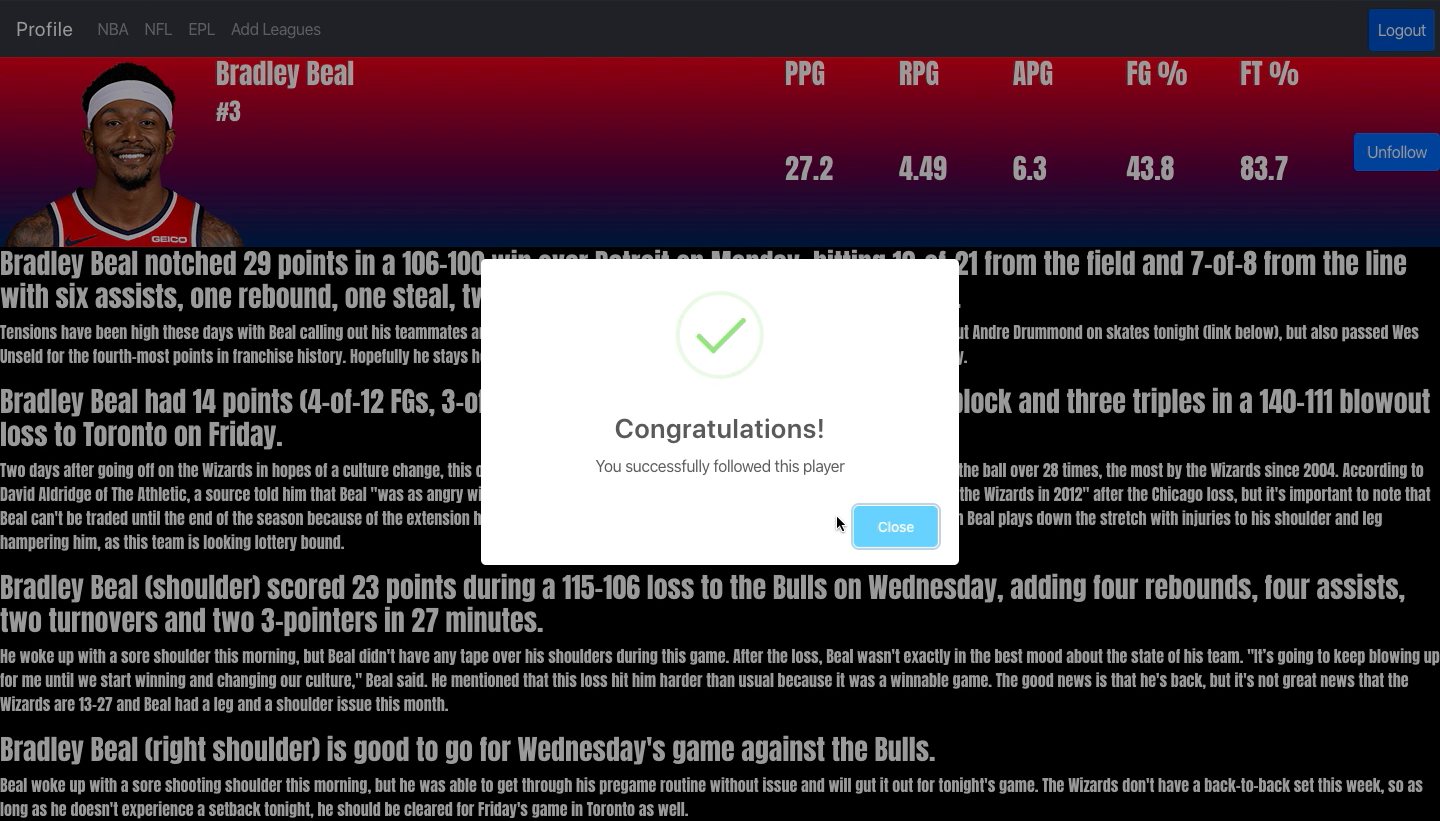 Profile NBA NFL EPL Add Leagues Logout
Bradley Beal PPG RPG APG FG % FT %
#3
27.2 4.49 6.3 43.8 83.7 Unfollow
GEICO
Bradley Beal notched 29 points in a 106-100 win over Detroit on Monday, hitting 10-of-21 from the field and 7-of-8 from the line
with six assists, one rebound, one steal,
Tensions have been high these days with Beal calling out his teammates Andre Drummond on skates tonight (link below), but also passed Wes
Unseld for the fourth-most points in franchise history. Hopefully he stays
Bradley Beal had 14 points (4-of-12 FGs, block and three triples in a 140-111 blowout
loss to Toronto on Friday.
Two days after going off on the Wizards in hopes of a culture change, this the ball over 28 times, the most by the Wizards since 2004. According to
David Aldridge of The Athletic, a source told him that Beal "was as angry the Wizards in 2012" after the Chicago loss, but it's important to note that
Beal can't be traded until the end of the season because of the extension Beal plays down the stretch with injuries to his shoulder and leg
hampering him, as this team is looking lottery bound.
Congratulations!
You successfully followed this player
Close
Bradley Beal (shoulder) scored 23 points during a 115-106 loss to the Bulls on Wednesday, adding four rebounds, four assists,
two turnovers and two 3-pointers in 27 minutes.
He woke up with a sore shoulder this morning, but Beal didn't have any tape over his shoulders during this game. After the loss, Beal wasn't exactly in the best mood about the state of his team. "It's going to keep blowing up
for me until we start winning and changing our culture," Beal said. He mentioned that this loss hit him harder than usual because it was a winnable game. The good news is that he's back, but it's not great news that the
Wizards are 13-27 and Beal had a leg and a shoulder issue this month.
Bradley Beal (right shoulder) is good to go for Wednesday's game against the Bulls.
Beal woke up with a sore shooting shoulder this morning, but he was able to get through his pregame routine without issue and will gut it out for tonight's game. The Wizards don't have a back-to-back set this week, so as
long as he doesn't experience a setback tonight, he should be cleared for Friday's game in Toronto as well.